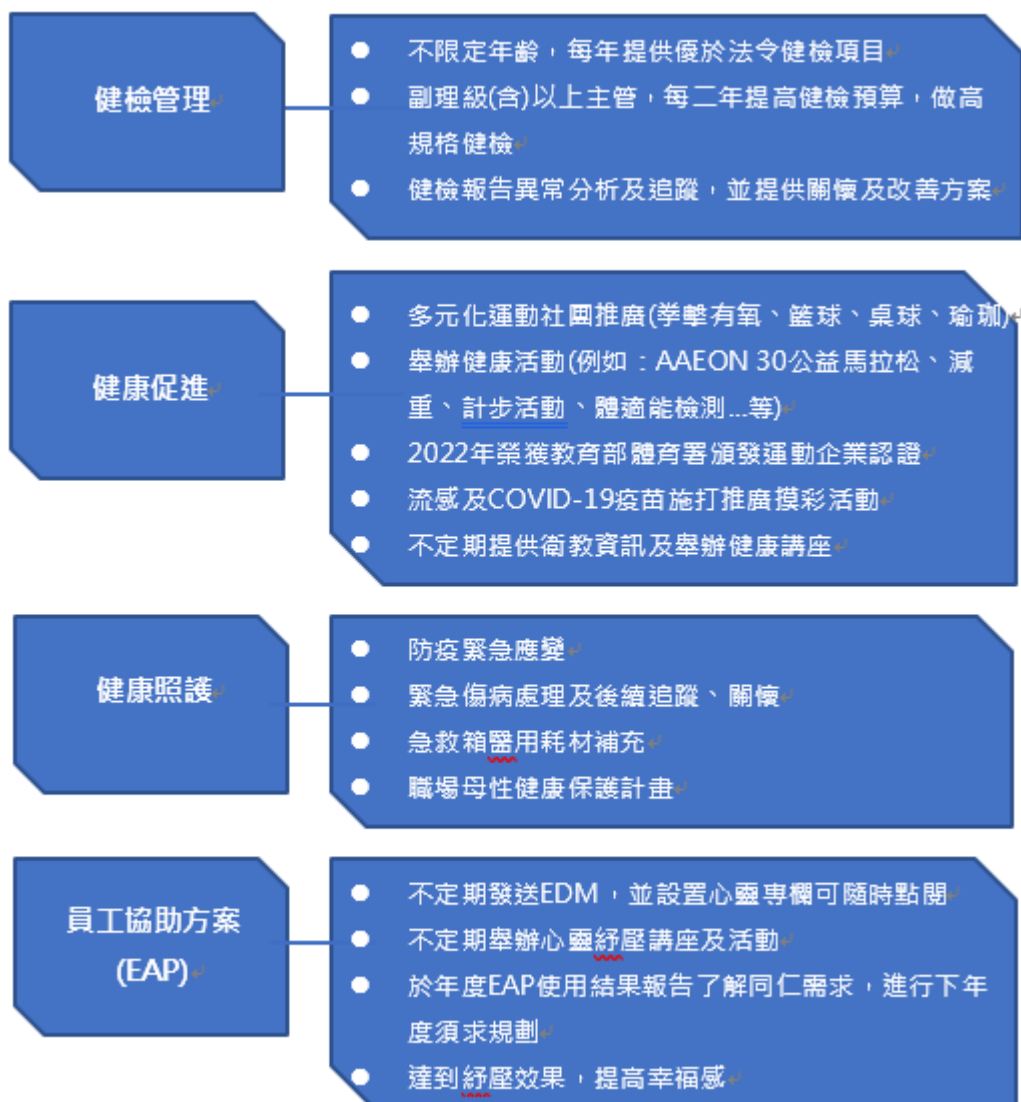 健檢管理
不限定年齡，每年提供優於法令健檢項目
副理級(含)以上主管，每二年提高健檢預算，做高
規格健檢
健檢報告異常分析及追蹤，並提供關懷及改善方案
健康促進
多元化運動社團推廣(拳擊有氧、籃球、桌球、瑜珈)
舉辦健康活動(例如：AAEON 30公益馬拉松、減
重、計步活動、體適能檢測...等)
2022年榮獲教育部體育署頒發運動企業認證
流感及COVID-19疫苗施打推廣摸彩活動
不定期提供衛教資訊及舉辦健康講座
健康照護
防疫緊急應變
緊急傷病處理及後續追蹤、關懷
急救箱醫用耗材補充
職場母性健康保護計畫
員工協助方案
(EAP)
不定期發送EDM，並設置心靈專欄可隨時點閱
不定期舉辦心靈紓壓講座及活動
於年度EAP使用結果報告了解同仁需求，進行下年
度須求規劃
達到紓壓效果，提高幸福感